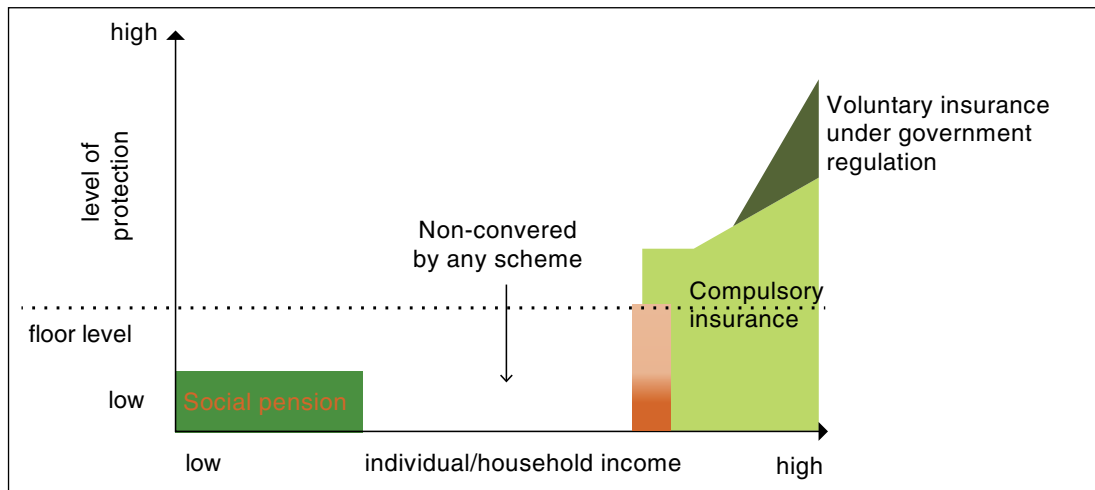 high
level of
protection
Voluntary insurance
under government
regulation
Non-convered
by any scheme
Compulsory
insurance
floor level
low
Social pension
low
individual/household income
high